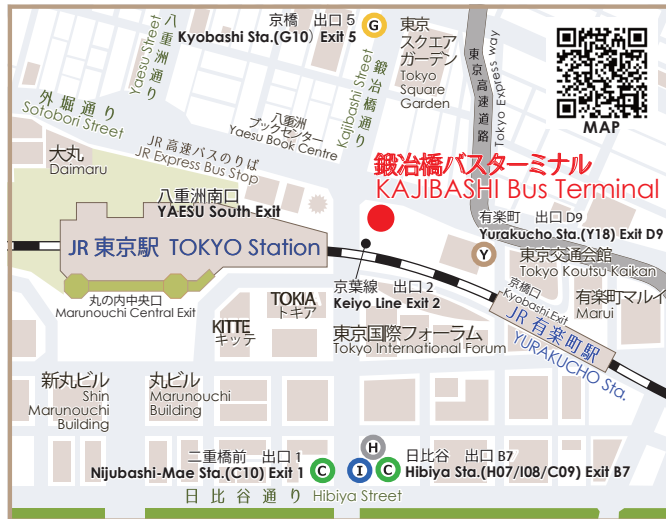 京橋 出口 5
Kyobashi Sta.(G10) Exit 5
G
八重洲通り
Yaesu Street
鍛冶橋通り
Kajibashi Street
東京
スクエア
ガーデン
Tokyo
Square
Garden
東京高速道路
Tokyo Express way
MAP
外堀通り
Sotobori Street
八重洲
ブックセンター
Yaesu Book Centre
JR 高速バスのりば
JR Express Bus Stop
大丸
Daimaru
鍛冶橋バスターミナル
KAJIBASHI Bus Terminal
八重洲南口
YAESU South Exit
有楽町 出口 D9
Yurakucho Sta.(Y18) Exit D9
Y
JR 東京駅 TOKYO Station
東京交通会館
Tokyo Koutsu Kaikan
京葉線 出口 2
Keiyo Line Exit 2
京橋口
Kyobashi Exit
有楽町マルイ
Marui
丸の内中央口
Marunouchi Central Exit
TOKIA
トキア
KITTE
キッテ
東京国際フォーラム
Tokyo International Forum
JR 有楽町駅
YURAKUCHO Sta.
新丸ビル
Shin
Marunouchi
Building
丸ビル
Marunouchi
Building
二重橋前 出口 1
Nijubashi-Mae Sta.(C10) Exit 1
C
H
I
C
日比谷 出口 B7
Hibiya Sta.(H07/I08/C09) Exit B7
日比谷通り Hibiya Street